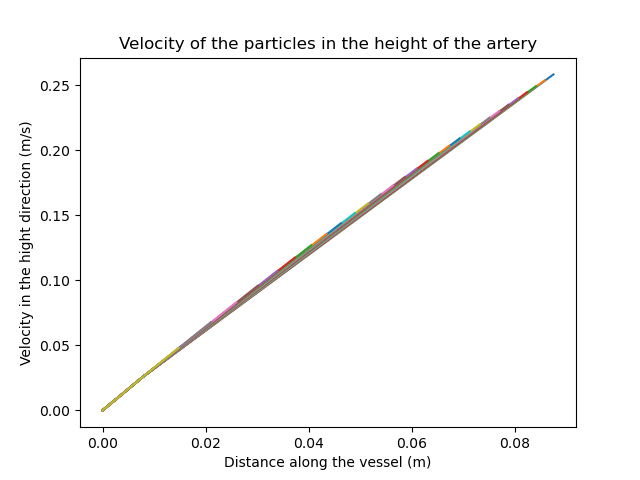 Velocity of the particles in the height of the artery
0.25
0.20
0.15
0.10
0.05
0.00
Velocity in the hight direction (m/s)
0.00 0.02 0.04 0.06 0.08
Distance along the vessel (m)